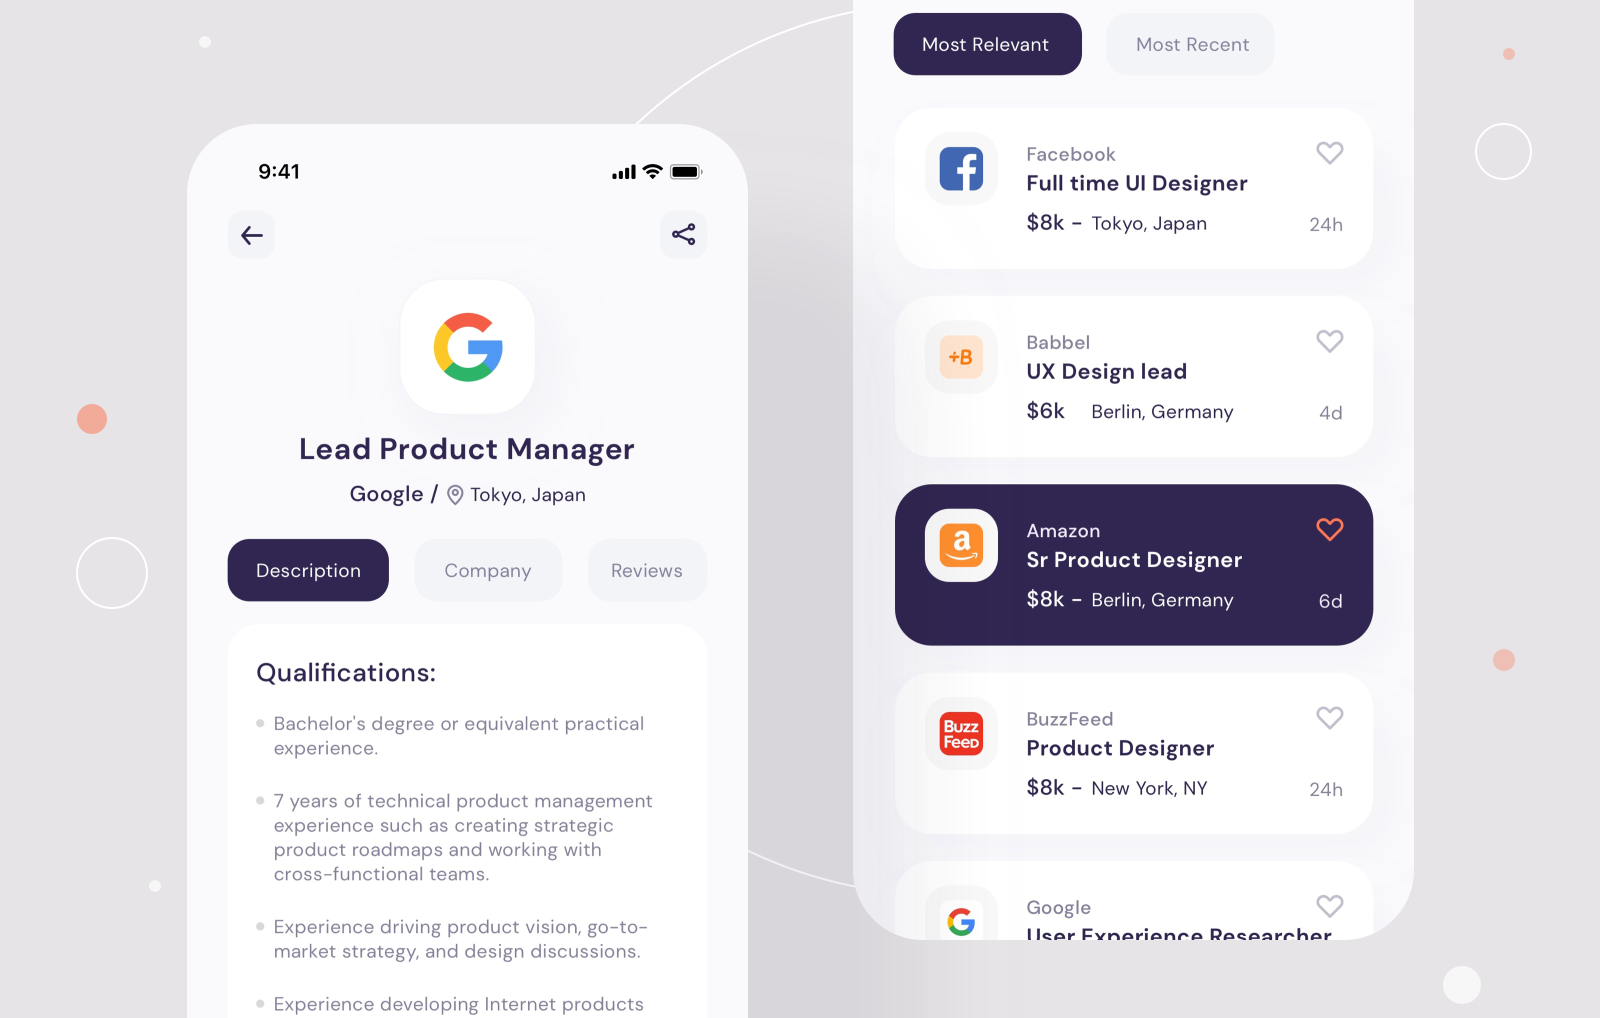 9:41
Lead Product Manager
Google / Tokyo, Japan
Description Company Reviews
Qualifications:
Bachelor's degree or equivalent practical
experience.
7 years of technical product management
experience such as creating strategic
product roadmaps and working with
cross-functional teams.
Experience driving product vision, go-to-
market strategy, and design discussions.
Experience developing Internet products
Most Relevant Most Recent
Facebook
Full time UI Designer
$8k - Tokyo, Japan 24h
+B
Babbel
UX Design lead
$6k Berlin, Germany 4d
a
Amazon
Sr Product Designer
$8k - Berlin, Germany 6d
BuzzFeed
BuzzFeed
Product Designer
$8k - New York, NY 24h
Google
User Experience Researcher